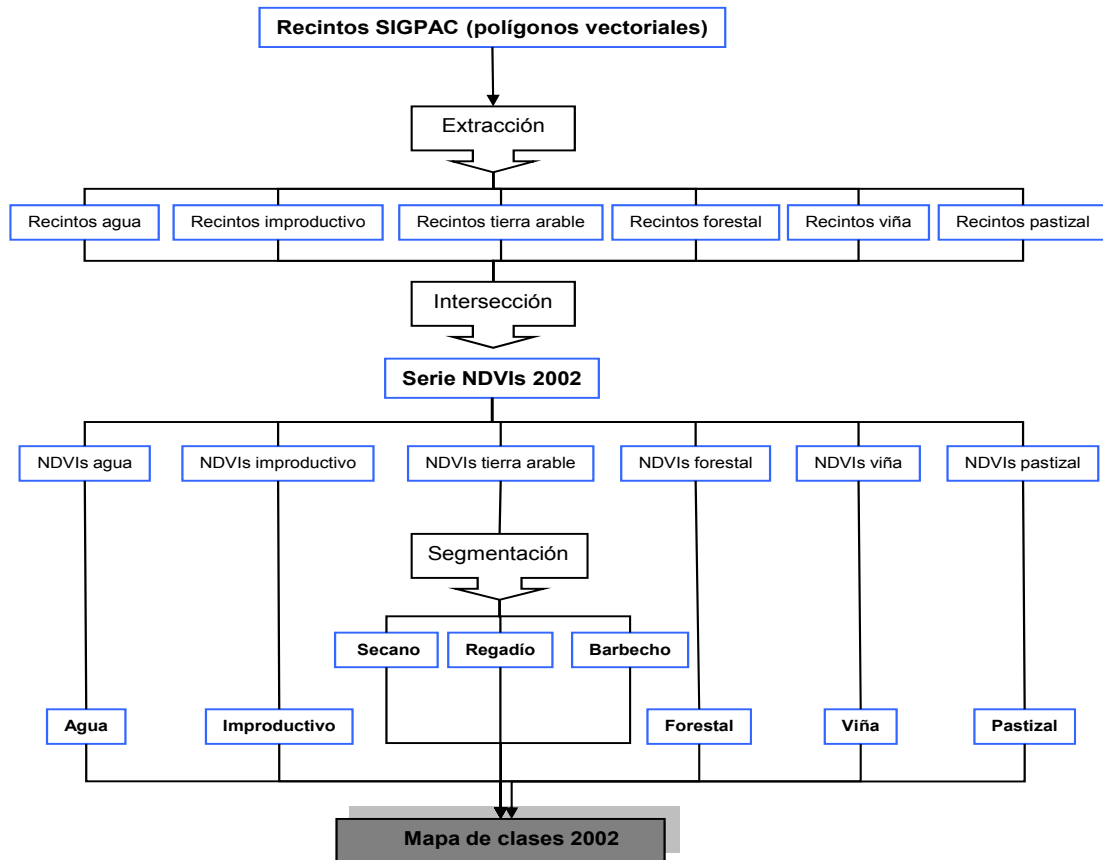 Recintos SIGPAC (polígonos vectoriales)
Extracción
Recintos agua
Recintos improductivo
Recintos tierra arable
Recintos forestal
Recintos viña
Recintos pastizal
Intersección
Serie NDVIs 2002
NDVIs agua
NDVIs improductivo
NDVIs tierra arable
NDVIs forestal
NDVIs viña
NDVIs pastizal
Segmentación
Secano
Regadío
Barbecho
Agua
Improductivo
Forestal
Viña
Pastizal
Mapa de clases 2002